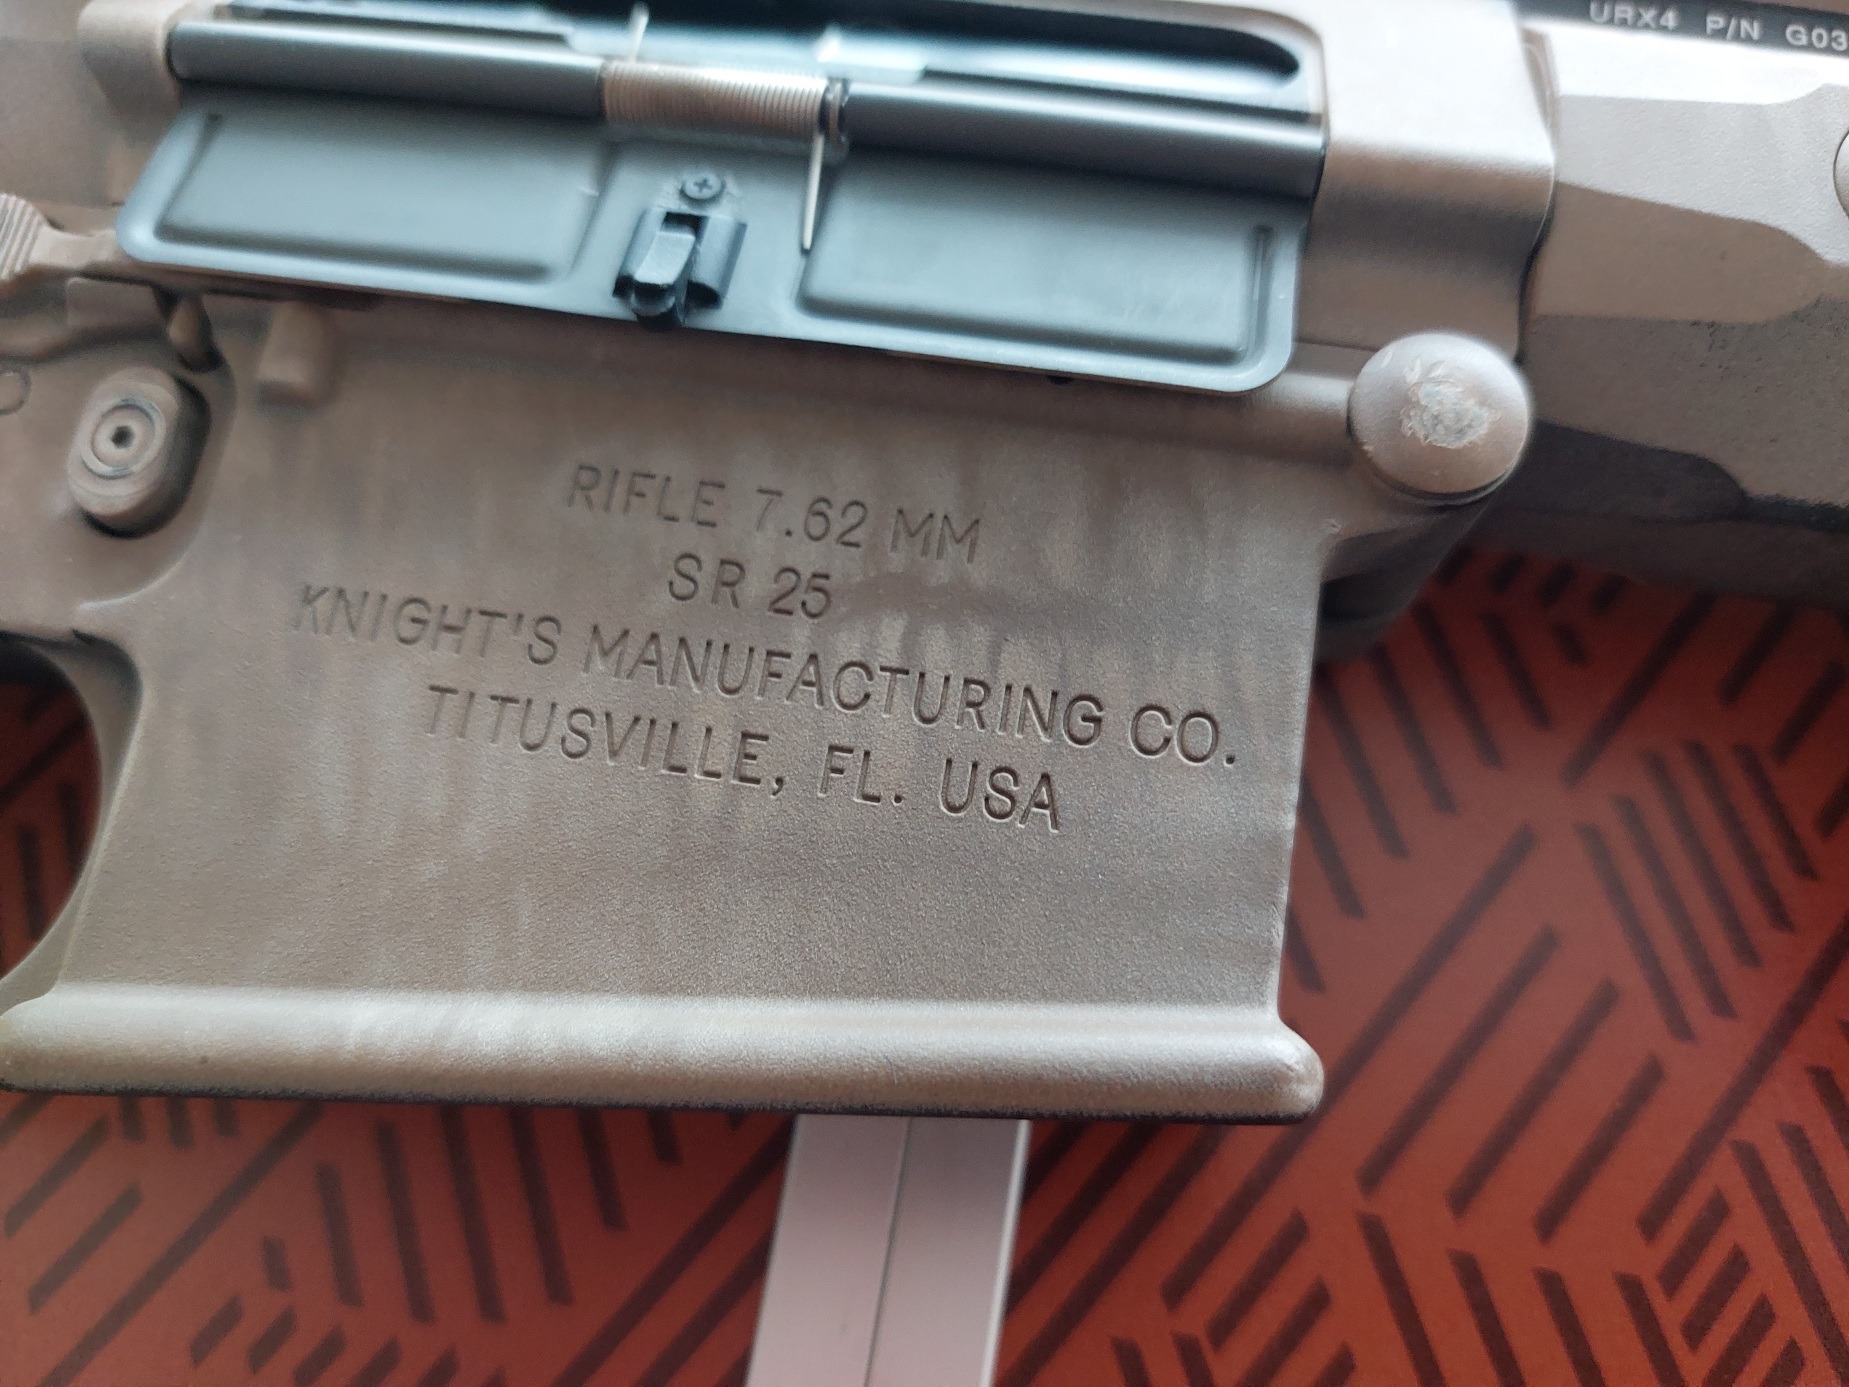 URX4 P/N G03
RIFLE 7.62 MM
SR 25
KNIGHT'S MANUFACTURING CO.
TITUSVILLE, FL. USA